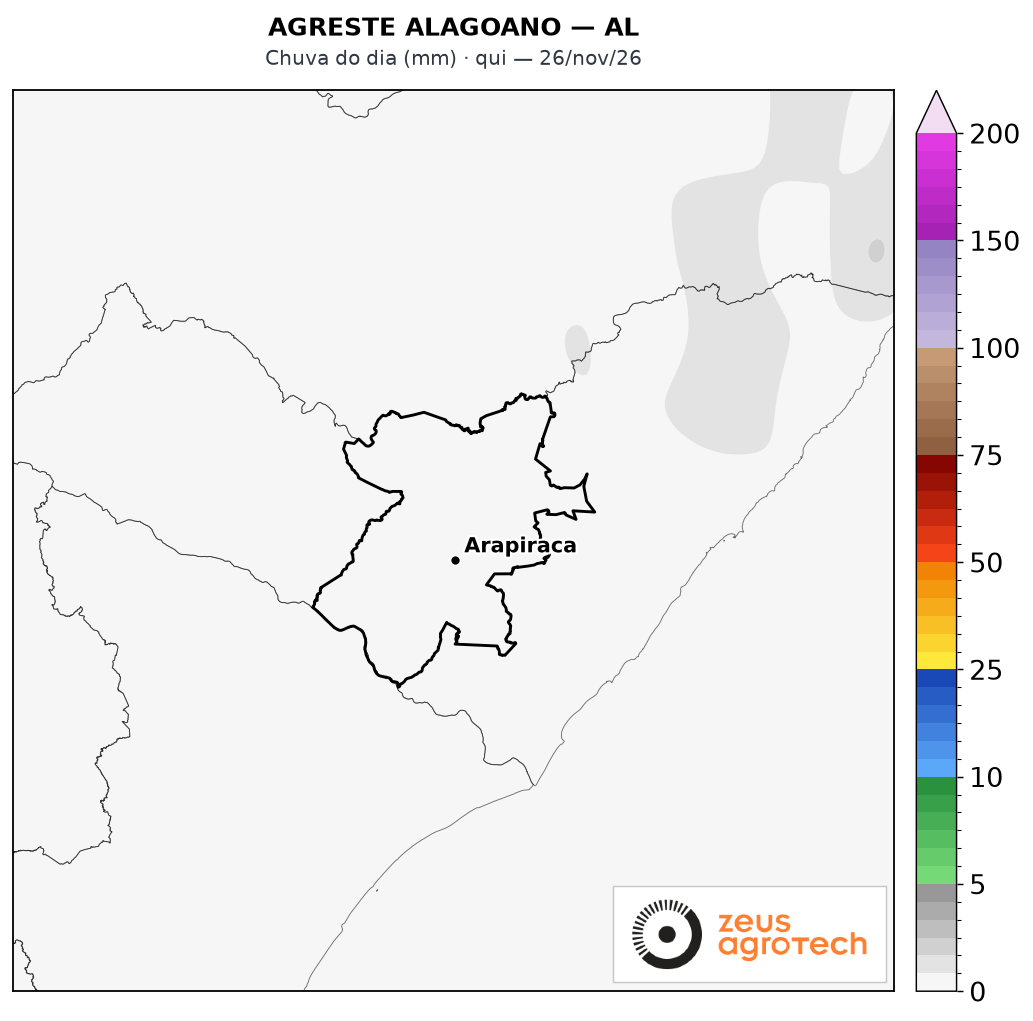 AGRESTE ALAGOANO — AL
Chuva do dia (mm) · qui — 26/nov/26
200
150
100
75
50
25
10
5
0
Arapiraca
zeus
agrotech